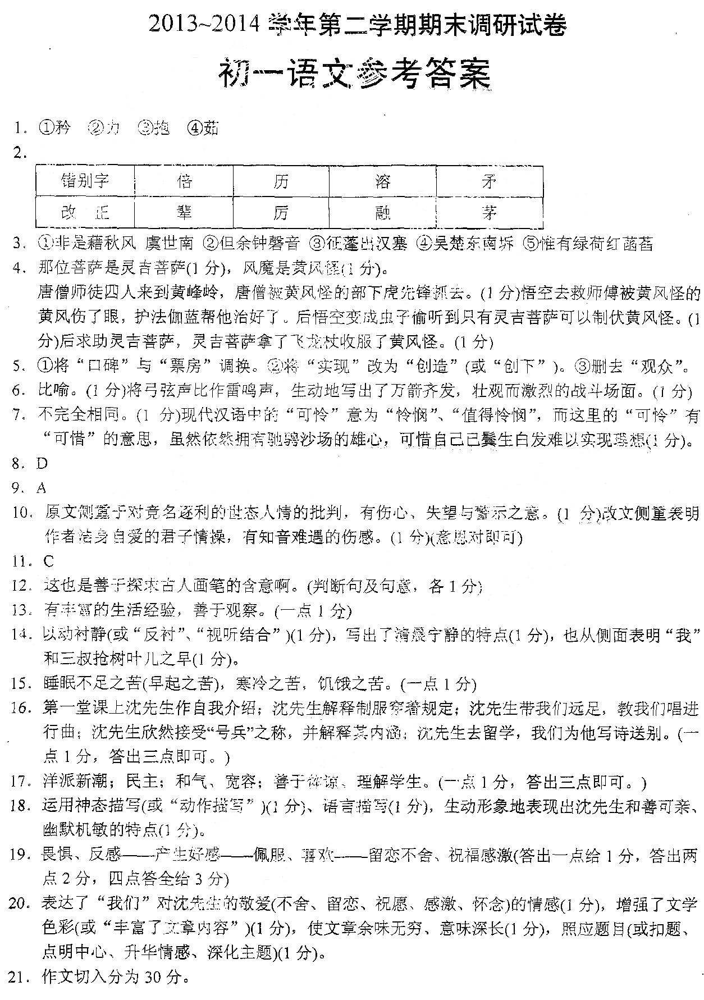 2013~2014 学年第二学期期末调研试卷
初一语文参考答案
1. ①矜 ②力 ③拖 ④茹
2.
错别字 倍 历 溶 矛
改 正 辈 厉 融 茅
3. ①非是藉秋风 虞世南 ②但余钟磬音 ③征蓬出汉塞 ④吴楚东南坼 ⑤惟有绿荷红菡萏
4. 那位菩萨是灵吉菩萨(1 分)，风魔是黄风怪(1 分)。
唐僧师徒四人来到黄峰岭，唐僧被黄风怪的部下虎先锋抓去。(1 分)悟空去救师傅被黄风怪的
黄风伤了眼，护法伽蓝帮他治好了。后悟空变成虫子偷听到只有灵吉菩萨可以制伏黄风怪。(1
分)后求助灵吉菩萨，灵吉菩萨拿了飞龙杖收服了黄风怪。(1 分)
5. ①将“口碑”与“票房”调换。②将“实现”改为“创造”(或“创下”)。③删去“观众”。
6. 比喻。(1 分)将弓弦声比作雷鸣声，生动地写出了万箭齐发，壮观而激烈的战斗场面。(1 分)
7. 不完全相同。(1 分)现代汉语中的“可怜”意为“怜悯”、“值得怜悯”，而这里的“可怜”有
“可惜”的意思，虽然依然拥有驰骋沙场的雄心，可惜自己已鬓生白发难以实现理想(1 分)。
8. D
9. A
10. 原文侧重于对竞名逐利的世态人情的批判，有伤心、失望与警示之意。(1 分)改文侧重表明
作者洁身自爱的君子情操，有知音难遇的伤感。(1 分)(意思对即可)
11. C
12. 这也是善于探求古人画笔的含意啊。(判断句及句意，各 1 分)
13. 有丰富的生活经验，善于观察。(一点 1 分)
14. 以动衬静(或“反衬”、“视听结合”)(1 分)，写出了清晨宁静的特点(1 分)，也从侧面表明“我”
和三叔抢树叶儿之早(1 分)。
15. 睡眠不足之苦(早起之苦)，寒冷之苦，饥饿之苦。(一点 1 分)
16. 第一堂课上沈先生作自我介绍；沈先生解释制服穿着规定；沈先生带我们远足，教我们唱进
行曲；沈先生欣然接受“号兵”之称，并解释其内涵；沈先生去留学，我们为他写诗送别。(一
点 1 分，答出三点即可。)
17. 洋派新潮；民主；和气、宽容；善于体谅、理解学生。(一点 1 分，答出三点即可。)
18. 运用神态描写(或“动作描写”)(1 分)、语言描写(1 分)，生动形象地表现出沈先生和善可亲、
幽默机敏的特点(1 分)。
19. 畏惧、反感——产生好感——佩服、喜欢——留恋不舍、祝福感激(答出一点给 1 分，答出两
点 2 分，四点答全给 3 分)
20. 表达了“我们”对沈先生的敬爱(不舍、留恋、祝愿、感激、怀念)的情感(1 分)，增强了文学
色彩(或“丰富了文章内容”)(1 分)，使文章余味无穷、意味深长(1 分)，照应题目(或扣题、
点明中心、升华情感、深化主题)(1 分)。
21. 作文切入分为 30 分。